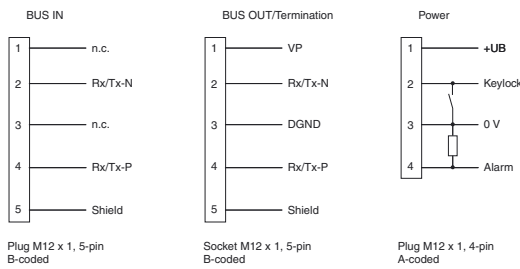 BUS IN
1 n.c.
2 Rx/Tx-N
3 n.c.
4 Rx/Tx-P
5 Shield
Plug M12 x 1, 5-pin
B-coded
BUS OUT/Termination
1 VP
2 Rx/Tx-N
3 DGND
4 Rx/Tx-P
5 Shield
Socket M12 x 1, 5-pin
B-coded
Power
1 +UB
2 Keylock
3 0 V
4 Alarm
Plug M12 x 1, 4-pin
A-coded